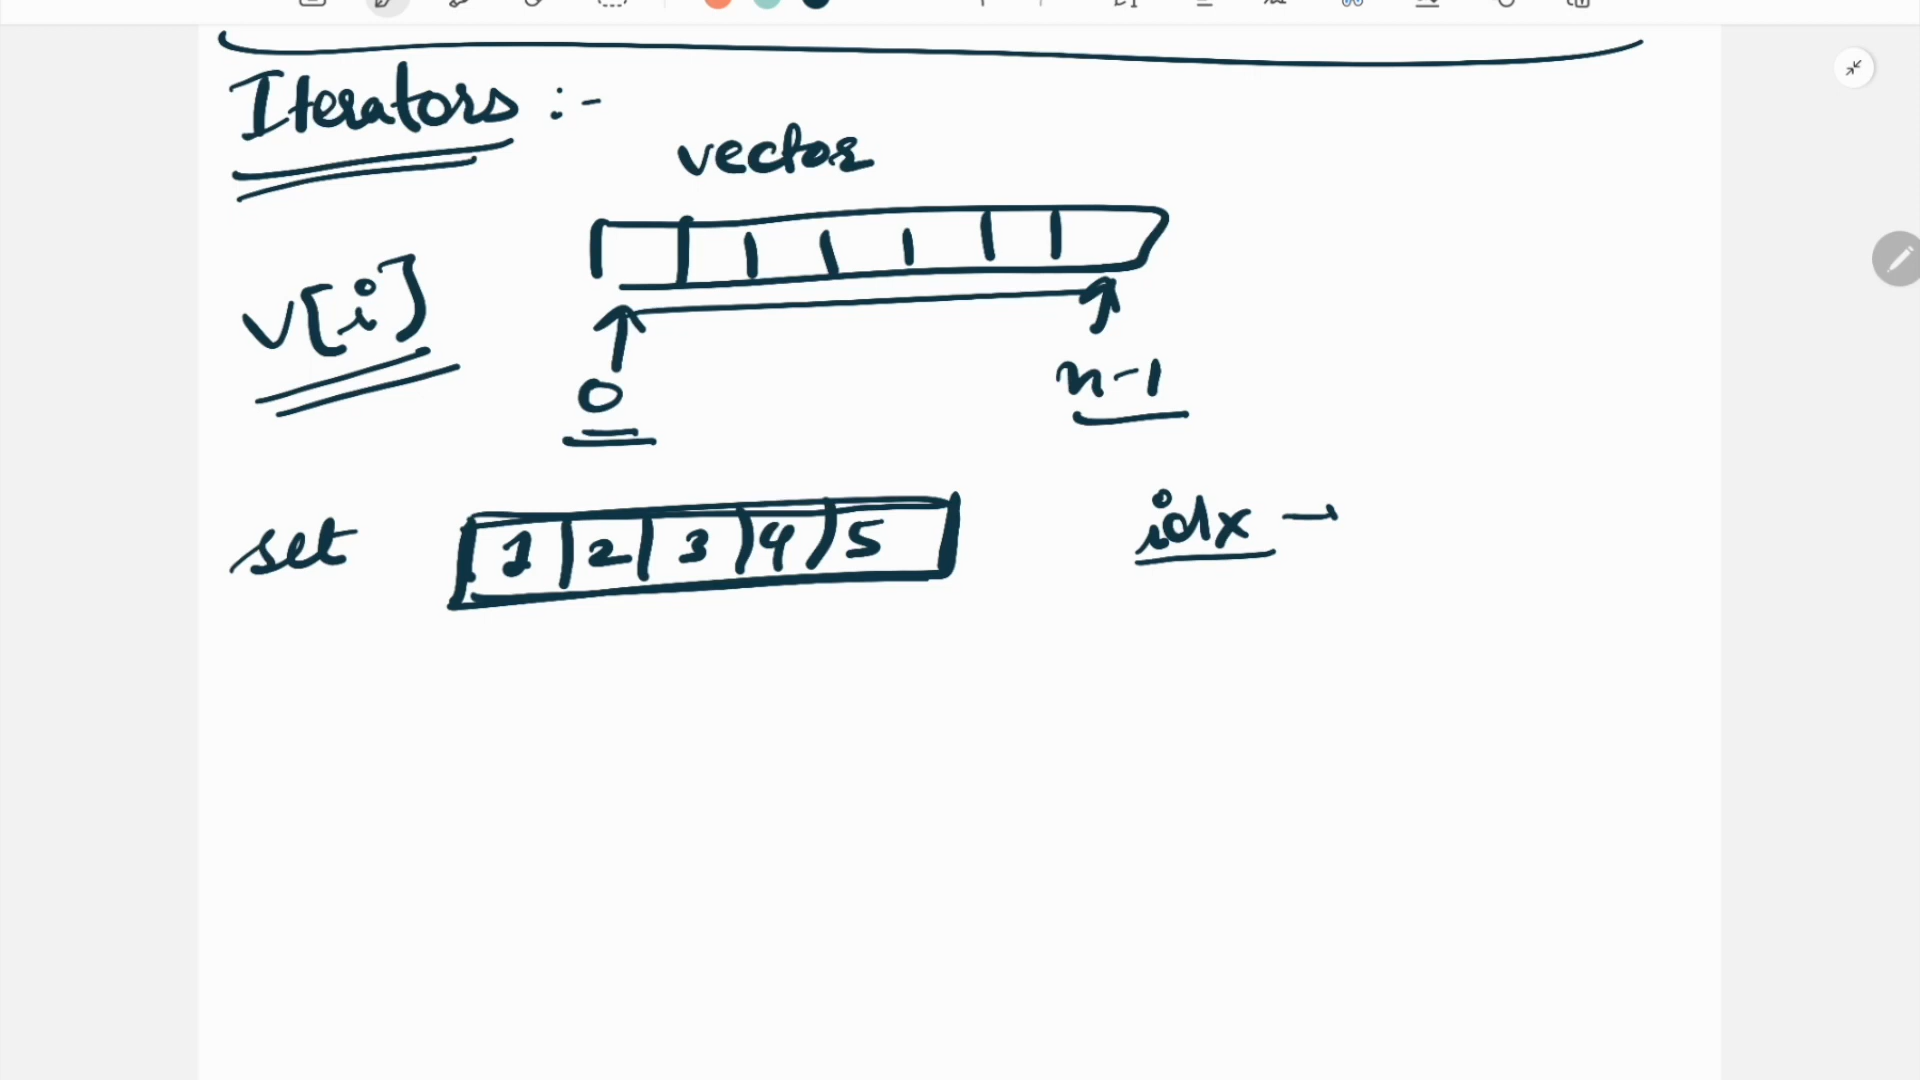 Iterators :-
vector
v[i]
0
n-1
set 1 2 3 4 5 idx →